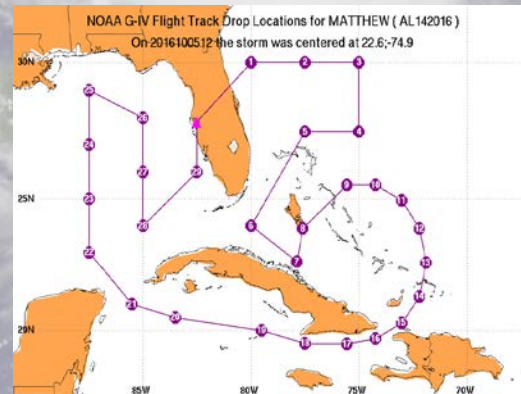 NOAA G-IV Flight Track Drop Locations for MATTHEW ( AL142016 )
On 2016100512 the storm was centered at 22.6;-74.9
30N
1 2 3
25
26 5 4
24
27 29 9 10
23 25N 11
28 6 8 12
22 7 13
21 14
20 15
19 20N 16
18 17
85W 80W 75W 70W